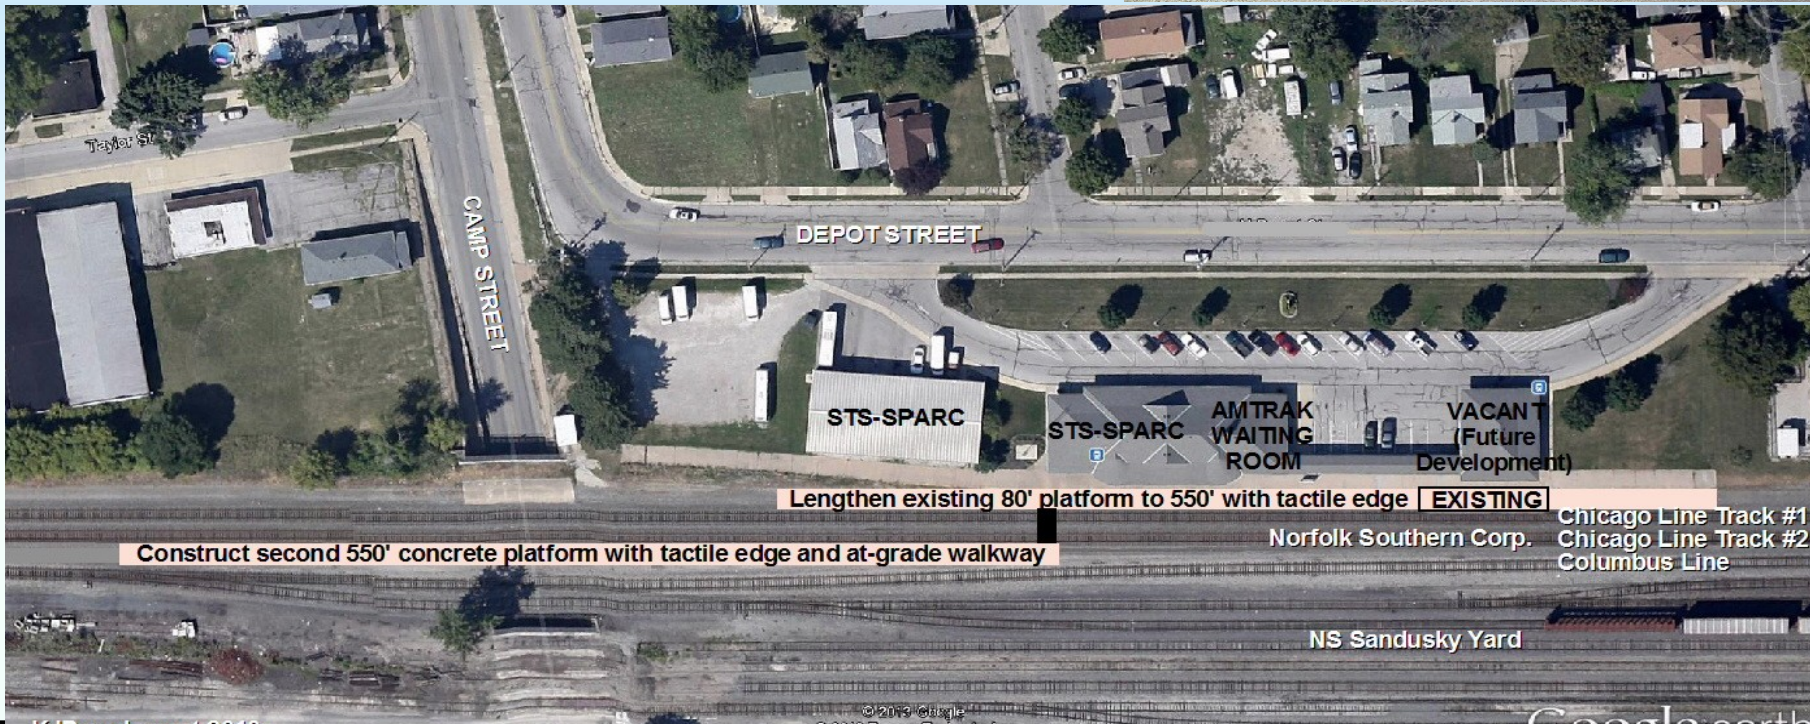 Taylor St
CAMP STREET
DEPOT STREET
STS-SPARC
STS-SPARC
AMTRAK
WAITING
ROOM
VACANT
(Future
Development)
Lengthen existing 80' platform to 550' with tactile edge
EXISTING
Chicago Line Track #1
Norfolk Southern Corp.
Chicago Line Track #2
Columbus Line
Construct second 550' concrete platform with tactile edge and at-grade walkway
NS Sandusky Yard
© 2013 Google